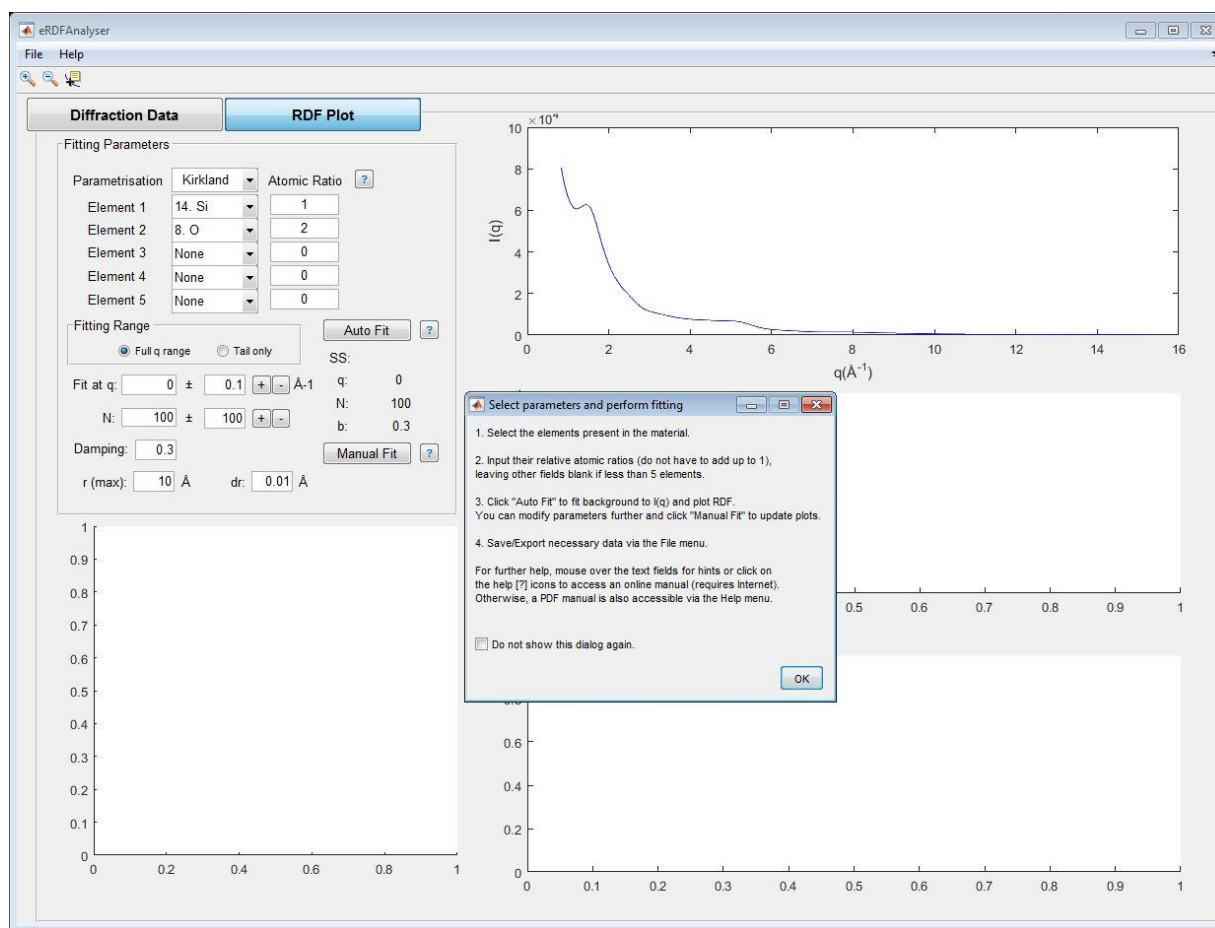 eRDFAnalyser
File Help
Diffraction Data RDF Plot
Fitting Parameters
Parametrisation Kirkland Atomic Ratio ?
Element 1 14. Si 1
Element 2 8. O 2
Element 3 None 0
Element 4 None 0
Element 5 None 0
Fitting Range
Full q range Tail only
Auto Fit ?
SS:
Fit at q: 0 ± 0.1 + - Å-1 q: 0
N: 100 ± 100 + - N: 100
b: 0.3
Damping: 0.3 Manual Fit ?
r (max): 10 Å dr: 0.01 Å
1
0.9
0.8
0.7
0.6
0.5
0.4
0.3
0.2
0.1
0
0 0.2 0.4 0.6 0.8 1
×10⁴
10
8
6
4
2
0
I(q)
0 2 4 6 8 10 12 14 16
q(Å⁻¹)
Select parameters and perform fitting
1. Select the elements present in the material.
2. Input their relative atomic ratios (do not have to add up to 1),
leaving other fields blank if less than 5 elements.
3. Click "Auto Fit" to fit background to I(q) and plot RDF.
You can modify parameters further and click "Manual Fit" to update plots.
4. Save/Export necessary data via the File menu.
For further help, mouse over the text fields for hints or click on
the help [?] icons to access an online manual (requires Internet).
Otherwise, a PDF manual is also accessible via the Help menu.
Do not show this dialog again.
OK
0.5 0.6 0.7 0.8 0.9 1
0.6
0.4
0.2
0
0 0.1 0.2 0.3 0.4 0.5 0.6 0.7 0.8 0.9 1